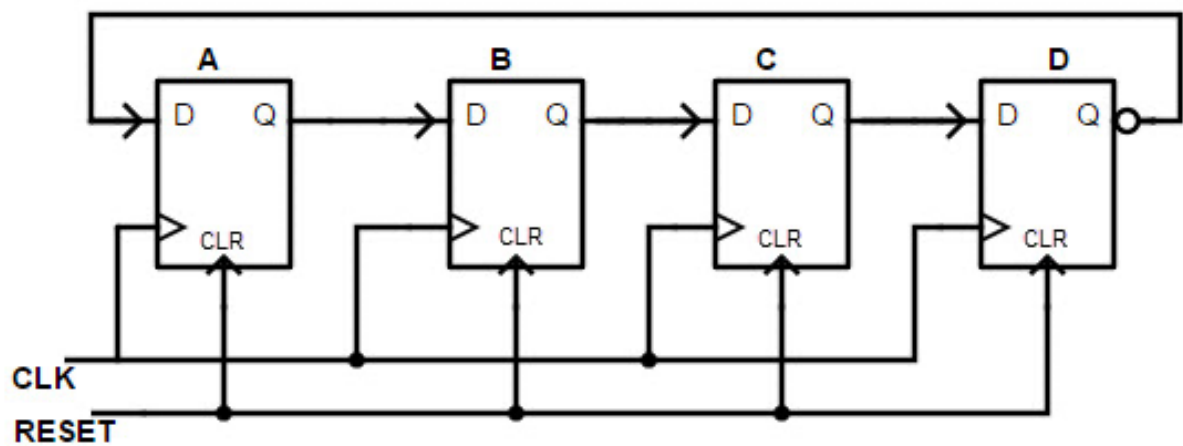 A B C D
D Q D Q D Q D Q
CLR CLR CLR CLR
CLK
RESET